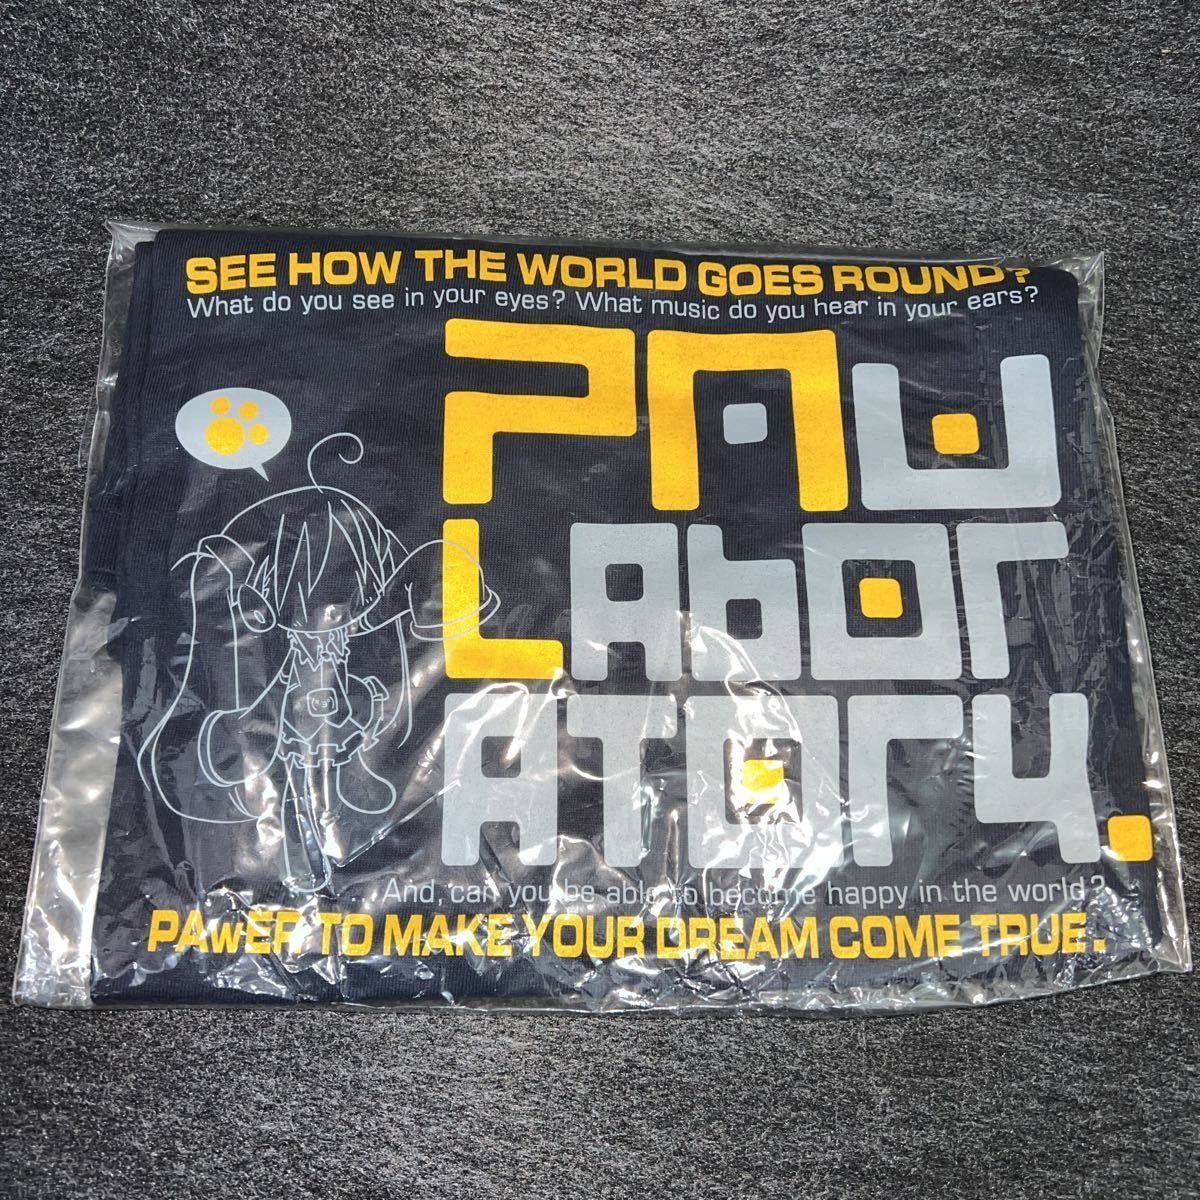 SEE HOW THE WORLD GOES ROUND?
What do you see in your eyes? What music do you hear in your ears?
PAw
LAbor
ATory.
And, can you be able to become happy in the world?
PAwER TO MAKE YOUR DREAM COME TRUE.